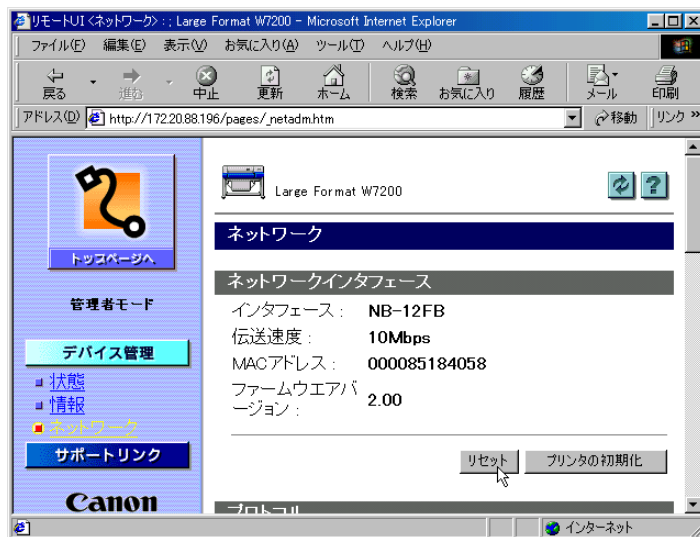 リモートUI <ネットワーク> : ; Large Format W7200 - Microsoft Internet Explorer
ファイル(F) 編集(E) 表示(V) お気に入り(A) ツール(T) ヘルプ(H)
戻る 進む 中止 更新 ホーム 検索 お気に入り 履歴 メール 印刷
アドレス(D) http://172.20.88.196/pages/_netadm.htm 移動 リンク »
Large Format W7200
トップページへ
管理者モード
デバイス管理
状態
情報
ネットワーク
サポートリンク
Canon
ネットワーク
ネットワークインタフェース
インタフェース : NB-12FB
伝送速度 : 10Mbps
MACアドレス : 000085184058
ファームウエアバ
ージョン : 2.00
リセット プリンタの初期化
プロトコル
インターネット